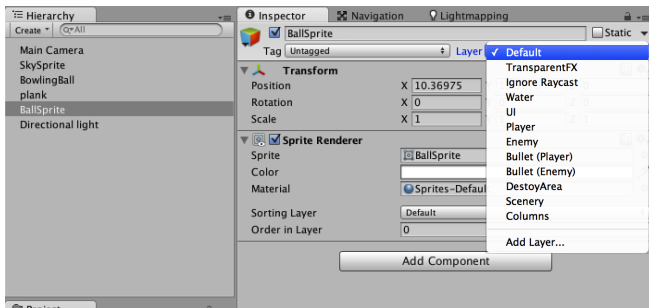 Hierarchy
Create
All
Main Camera
SkySprite
BowlingBall
plank
BallSprite
Directional light
Inspector Navigation Lightmapping
BallSprite Static
Tag Untagged Layer
Default
TransparentFX
Ignore Raycast
Water
UI
Player
Enemy
Bullet (Player)
Bullet (Enemy)
DestoyArea
Scenery
Columns
Add Layer...
Transform
Position X 10.36975
Rotation X 0
Scale X 1
Sprite Renderer
Sprite BallSprite
Color
Material Sprites-Defaul
Sorting Layer Default
Order in Layer 0
Add Component